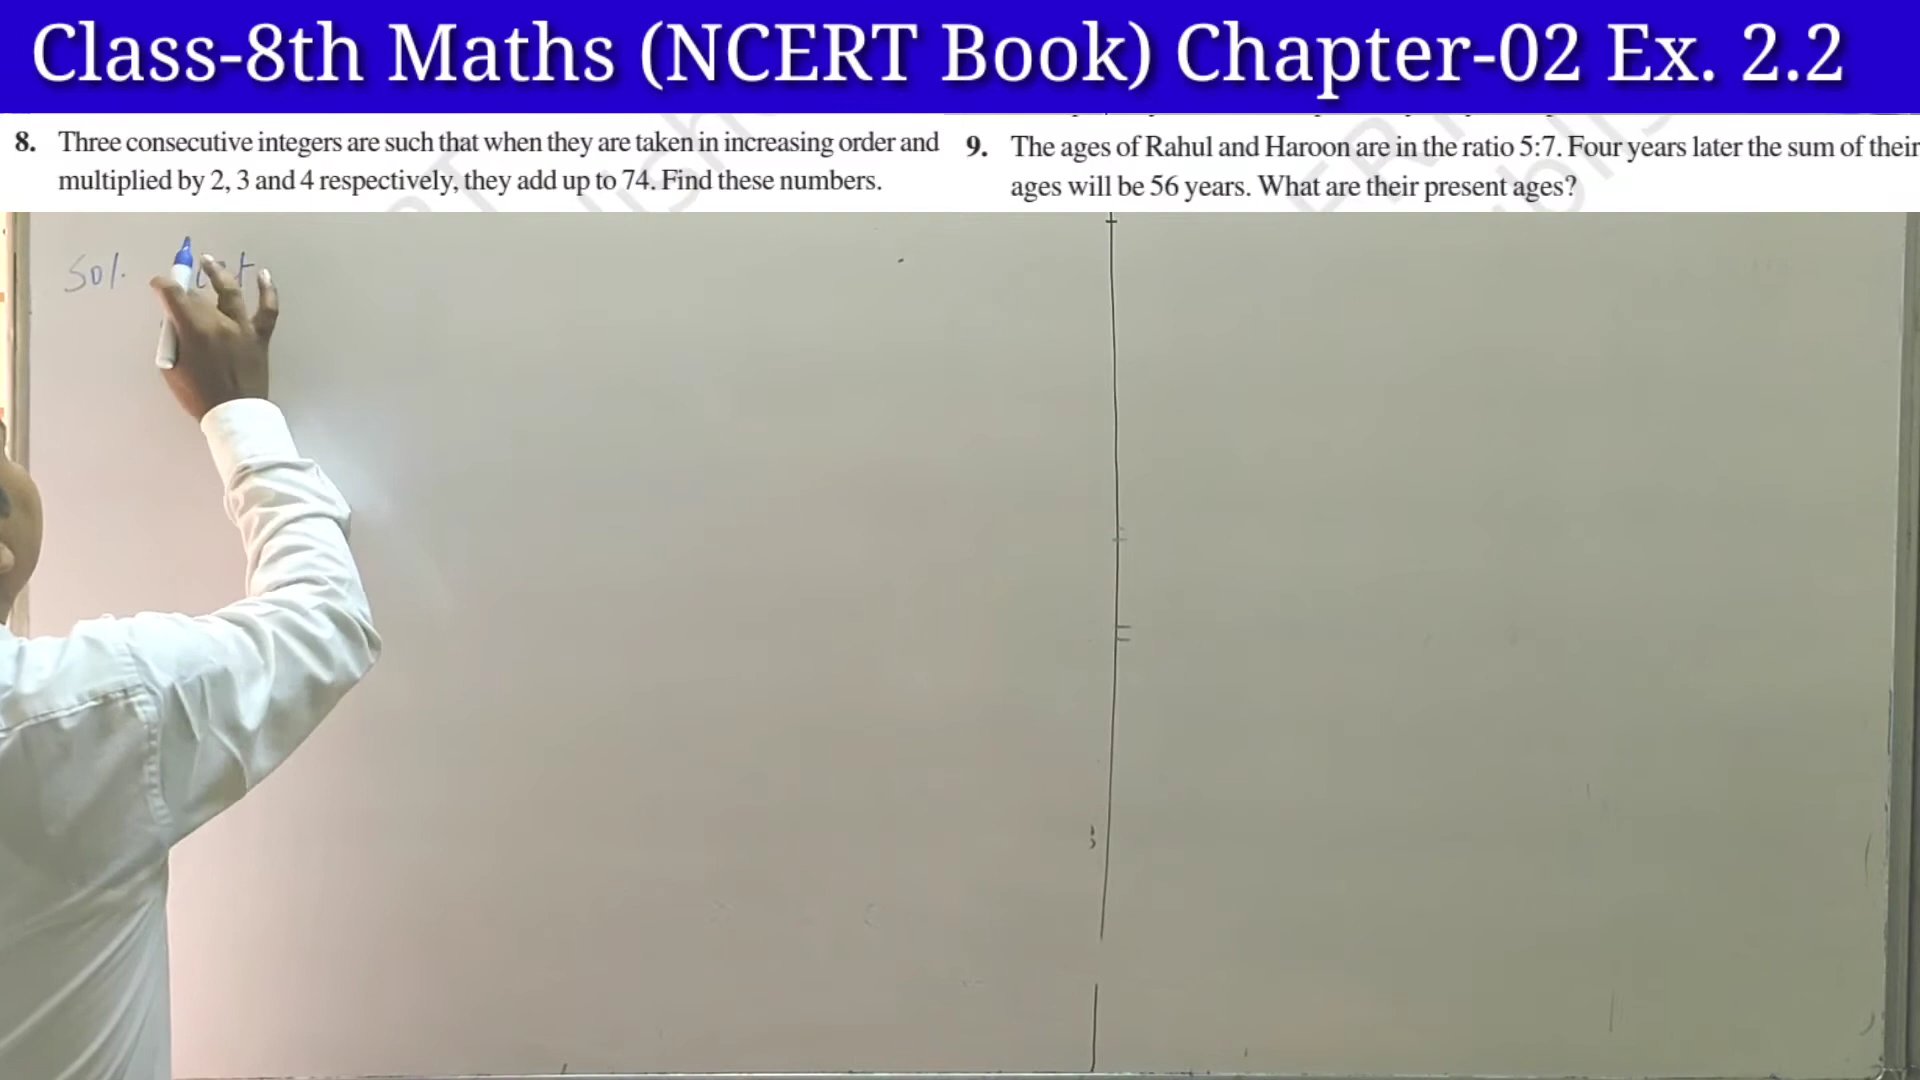 Class-8th Maths (NCERT Book) Chapter-02 Ex. 2.2
8. Three consecutive integers are such that when they are taken in increasing order and
multiplied by 2, 3 and 4 respectively, they add up to 74. Find these numbers.
9. The ages of Rahul and Haroon are in the ratio 5:7. Four years later the sum of their
ages will be 56 years. What are their present ages?
Sol.